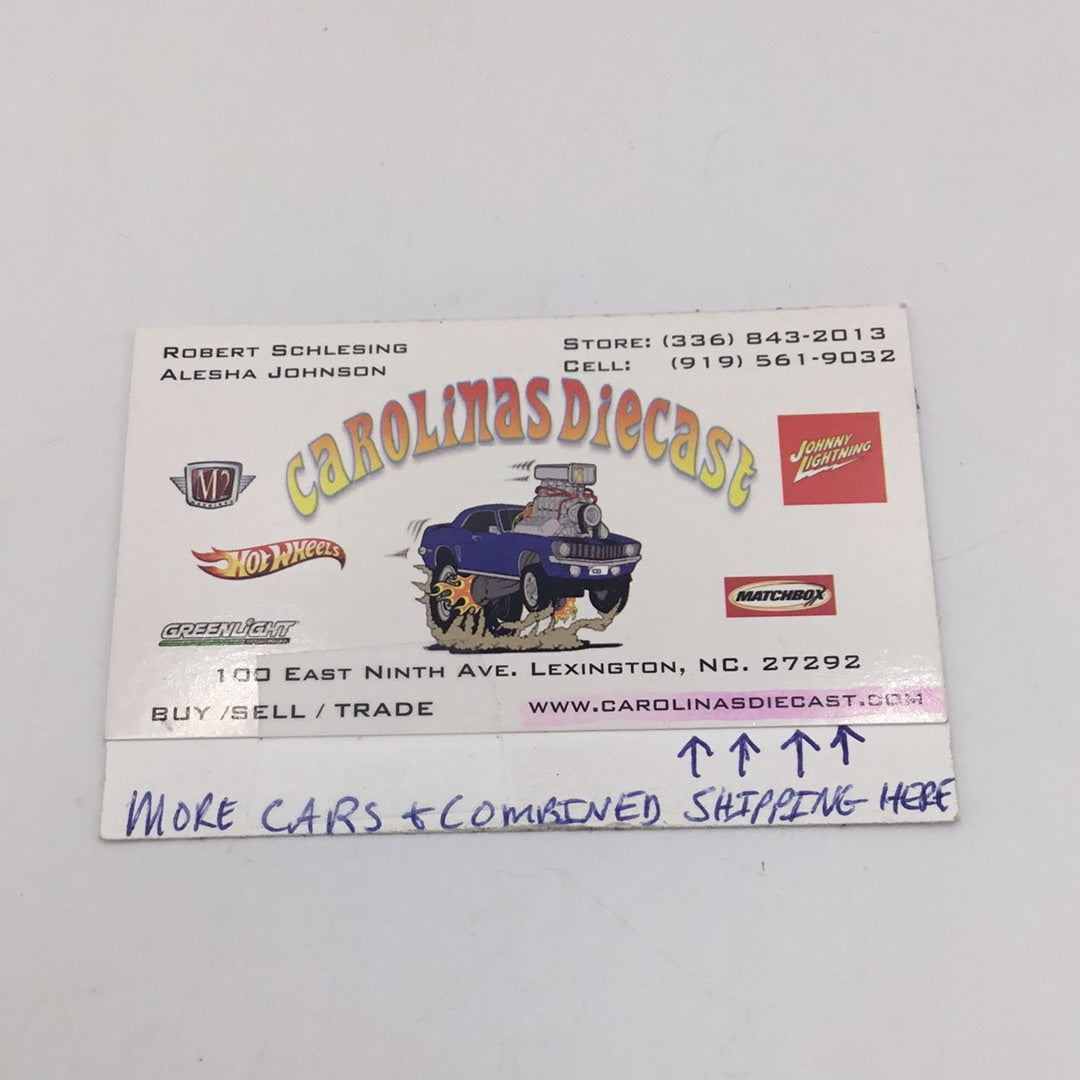 ROBERT SCHLESING
ALESHA JOHNSON
STORE: (336) 843-2013
CELL: (919) 561-9032
CAROLINAS DIECAST
M2
JOHNNY LIGHTNING
HOT WHEELS
MATCHBOX
GREENLIGHT
100 EAST NINTH AVE. LEXINGTON, NC. 27292
BUY /SELL / TRADE
WWW.CAROLINASDIECAST.COM
↑ ↑ ↑ ↑
MORE CARS + COMBINED SHIPPING HERE